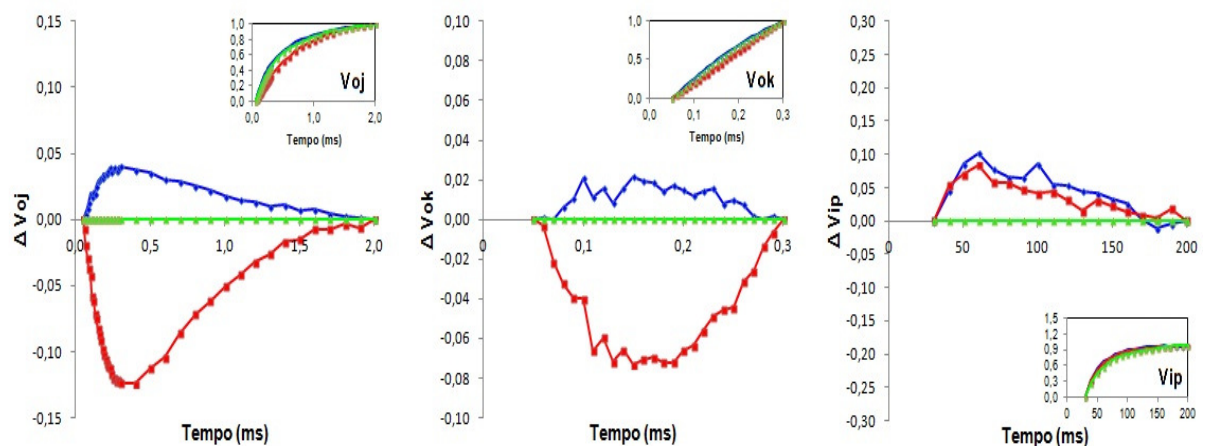 0,15
0,10
0,05
0,00
-0,05
-0,10
-0,15
0,0 0,5 1,0 1,5 2,0
Δ Voj
Tempo (ms)
1,0
0,8
0,6
0,4
0,2
0,0
0,0 1,0 2,0
Voj
Tempo (ms)
0,10
0,08
0,06
0,04
0,02
0,00
-0,02
-0,04
-0,06
-0,08
-0,10
0 0,1 0,2 0,3
Δ Vok
Tempo (ms)
1,0
0,5
0,0
0,0 0,1 0,2 0,3
Vok
Tempo (ms)
0,30
0,25
0,20
0,15
0,10
0,05
0,00
-0,05
-0,10
-0,15
-0,20
-0,25
-0,30
0 50 100 150 200
Δ Vip
Tempo (ms)
1,5
1,2
0,9
0,6
0,3
0,0
0 50 100 150 200
Vip